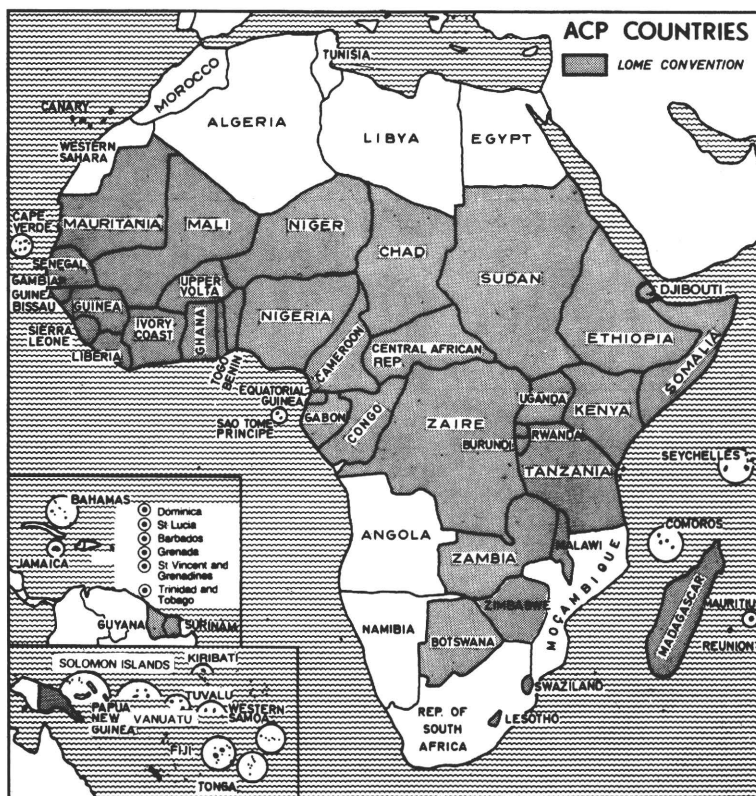 ACP COUNTRIES
LOME CONVENTION
TUNISIA
MOROCCO
CANARY
ALGERIA
LIBYA
EGYPT
WESTERN
SAHARA
CAPE
VERDE
MAURITANIA
MALI
NIGER
CHAD
SUDAN
SENEGAL
GAMBIA
GUINEA
BISSAU
GUINEA
UPPER
VOLTA
DJIBOUTI
SIERRA
LEONE
IVORY
COAST
GHANA
NIGERIA
ETHIOPIA
LIBERIA
TOGO
BENIN
CAMEROON
CENTRAL AFRICAN
REP.
SOMALIA
EQUATORIAL
GUINEA
SAO TOME
PRINCIPE
GABON
CONGO
ZAIRE
UGANDA
KENYA
BURUNDI
RWANDA
TANZANIA
SEYCHELLES
BAHAMAS
JAMAICA
Dominica
St Lucia
Barbados
Grenada
St Vincent and
Grenadines
Trinidad and
Tobago
GUYANA
SURINAM
ANGOLA
ZAMBIA
MALAWI
COMOROS
MOÇAMBIQUE
ZIMBABWE
MADAGASCAR
MAURITIU
REUNION
NAMIBIA
BOTSWANA
SWAZILAND
LESOTHO
REP. OF
SOUTH
AFRICA
SOLOMON ISLANDS
KIRIBATI
TUVALU
PAPUA
NEW
GUINEA
VANUATU
WESTERN
SAMOA
FIJI
TONGA